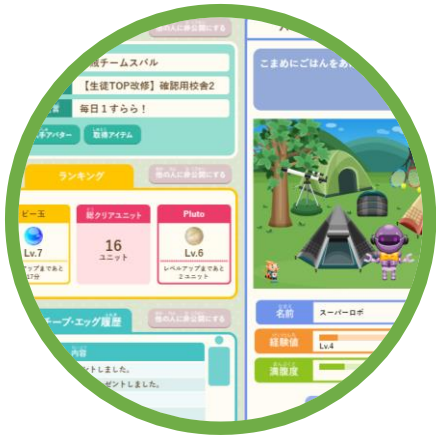 他の人に非公開にする
チームスバル
【生徒TOP改修】確認用校舎2
毎日1すらら！
アバター
取得アイテム
ランキング
他の人に非公開にする
ビー玉
Lv.7
アップまであと
17分
総クリアユニット
16
ユニット
Pluto
Lv.6
レベルアップまであと
2ユニット
チーブ・エッグ履歴
他の人に非公開にする
内容
ントしました。
ゼントしました。
こまめにごはんをあ
名前
スーパーロボ
経験値
Lv.4
満腹度